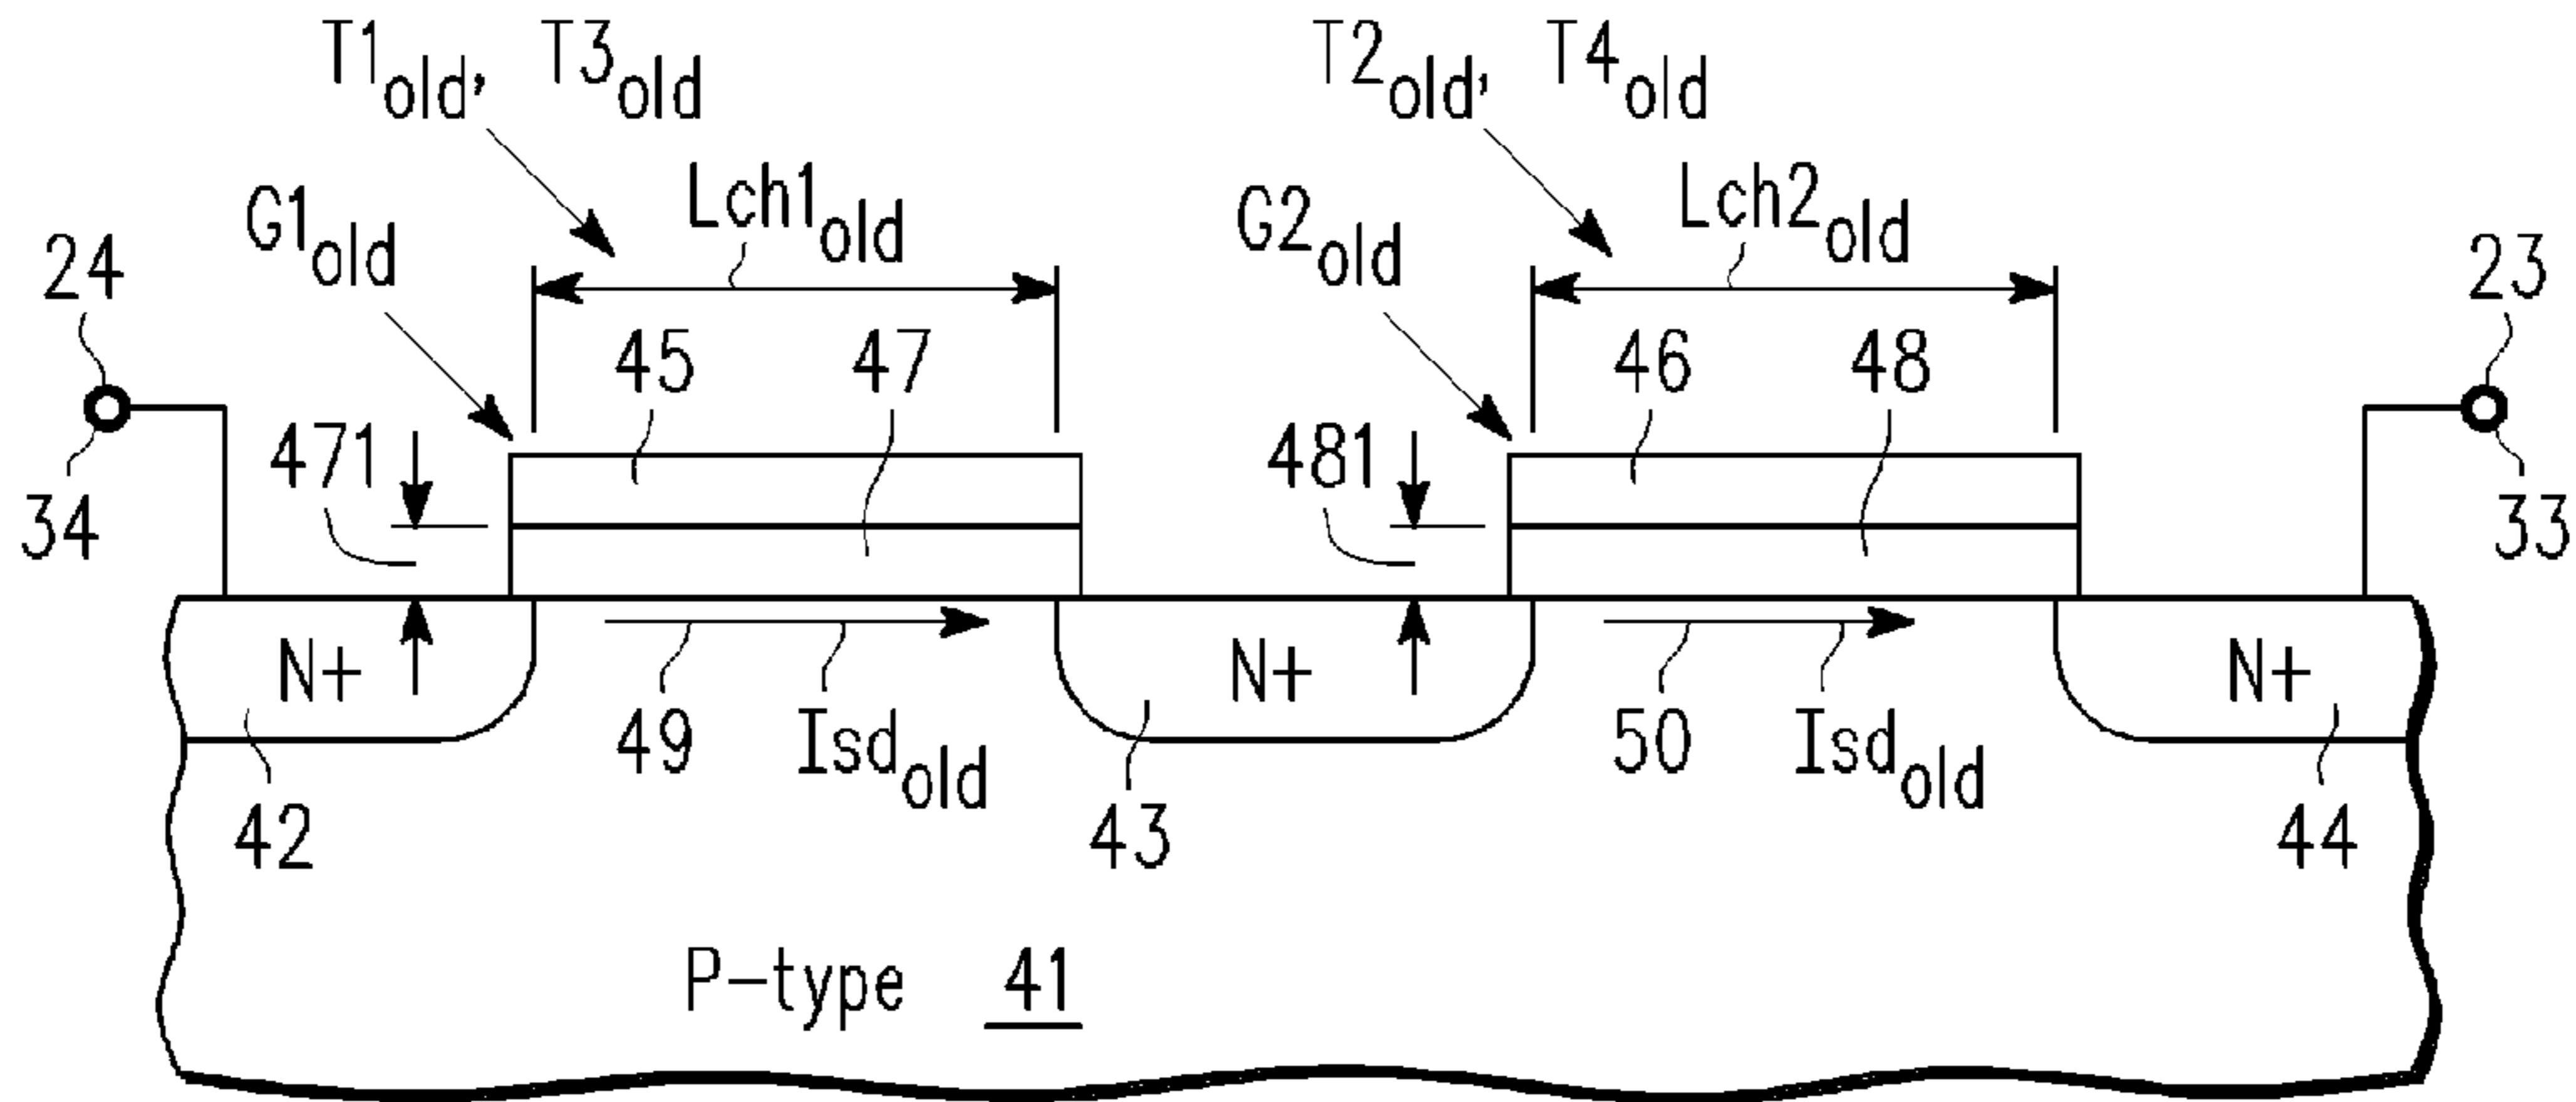 T1old, T3old
T2old, T4old
G1old
Lch1old
G2old
Lch2old
24
23
45
47
46
48
34
471
481
33
N+
N+
N+
49
Isdold
50
Isdold
42
43
44
P-type 41